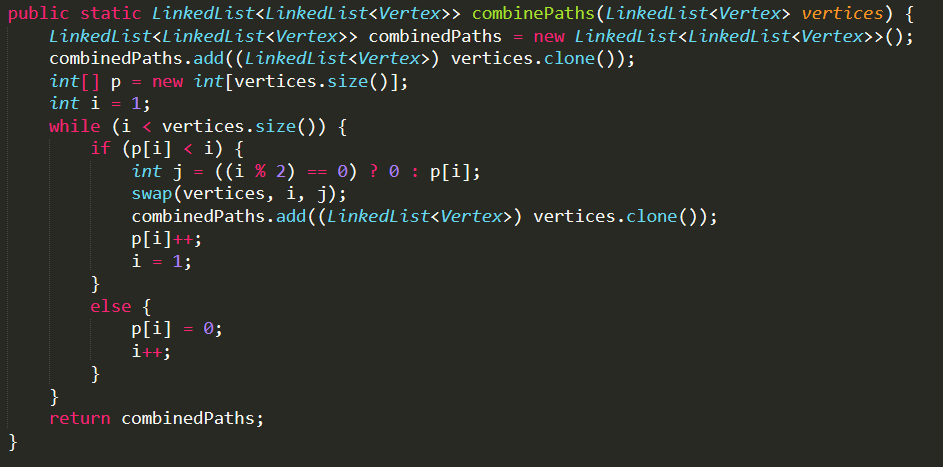 public static LinkedList<LinkedList<Vertex>> combinePaths(LinkedList<Vertex> vertices) {
    LinkedList<LinkedList<Vertex>> combinedPaths = new LinkedList<LinkedList<Vertex>>();
    combinedPaths.add((LinkedList<Vertex>) vertices.clone());
    int[] p = new int[vertices.size()];
    int i = 1;
    while (i < vertices.size()) {
        if (p[i] < i) {
            int j = ((i % 2) == 0) ? 0 : p[i];
            swap(vertices, i, j);
            combinedPaths.add((LinkedList<Vertex>) vertices.clone());
            p[i]++;
            i = 1;
        }
        else {
            p[i] = 0;
            i++;
        }
    }
    return combinedPaths;
}